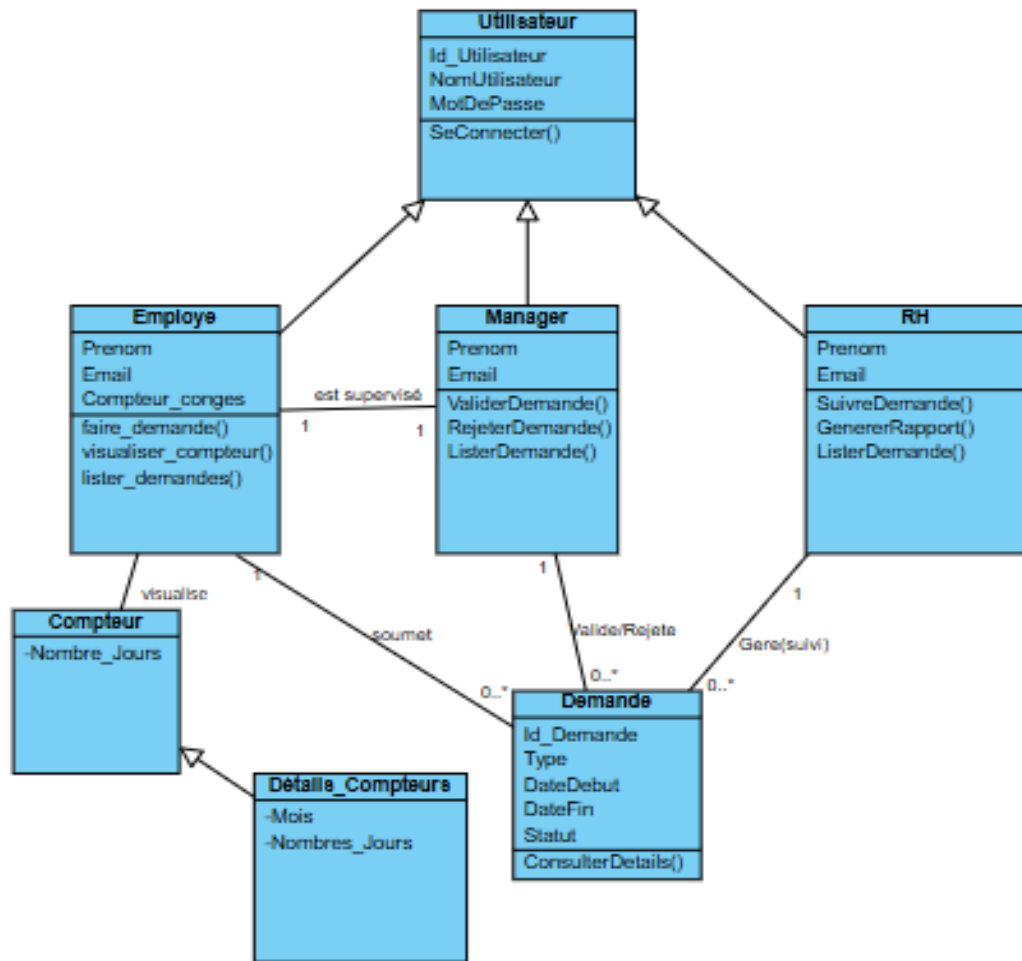 Utilisateur
Id_Utilisateur
NomUtilisateur
MotDePasse
SeConnecter()
Employe
Prenom
Email
Compteur_conges
faire_demande()
visualiser_compteur()
lister_demandes()
est supervisé
1
1
Manager
Prenom
Email
ValiderDemande()
RejeterDemande()
ListerDemande()
RH
Prenom
Email
SuivreDemande()
GenererRapport()
ListerDemande()
visualise
1
soumet
0..*
1
Valide/Rejete
0..*
1
Gere(suivi)
0..*
Compteur
-Nombre_Jours
Détails_Compteurs
-Mois
-Nombres_Jours
Demande
Id_Demande
Type
DateDebut
DateFin
Statut
ConsulterDetails()